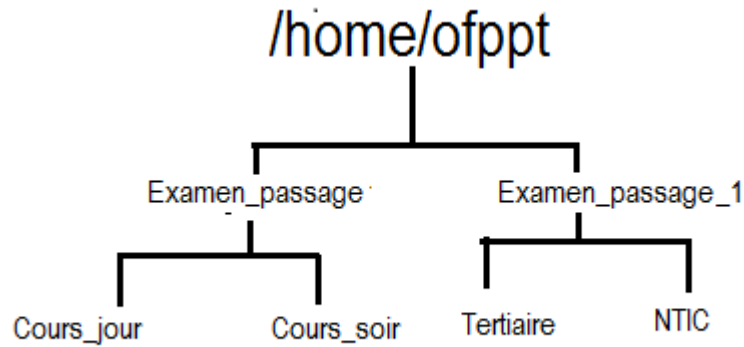 /home/ofppt
Examen_passage
Examen_passage_1
Cours_jour
Cours_soir
Tertiaire
NTIC